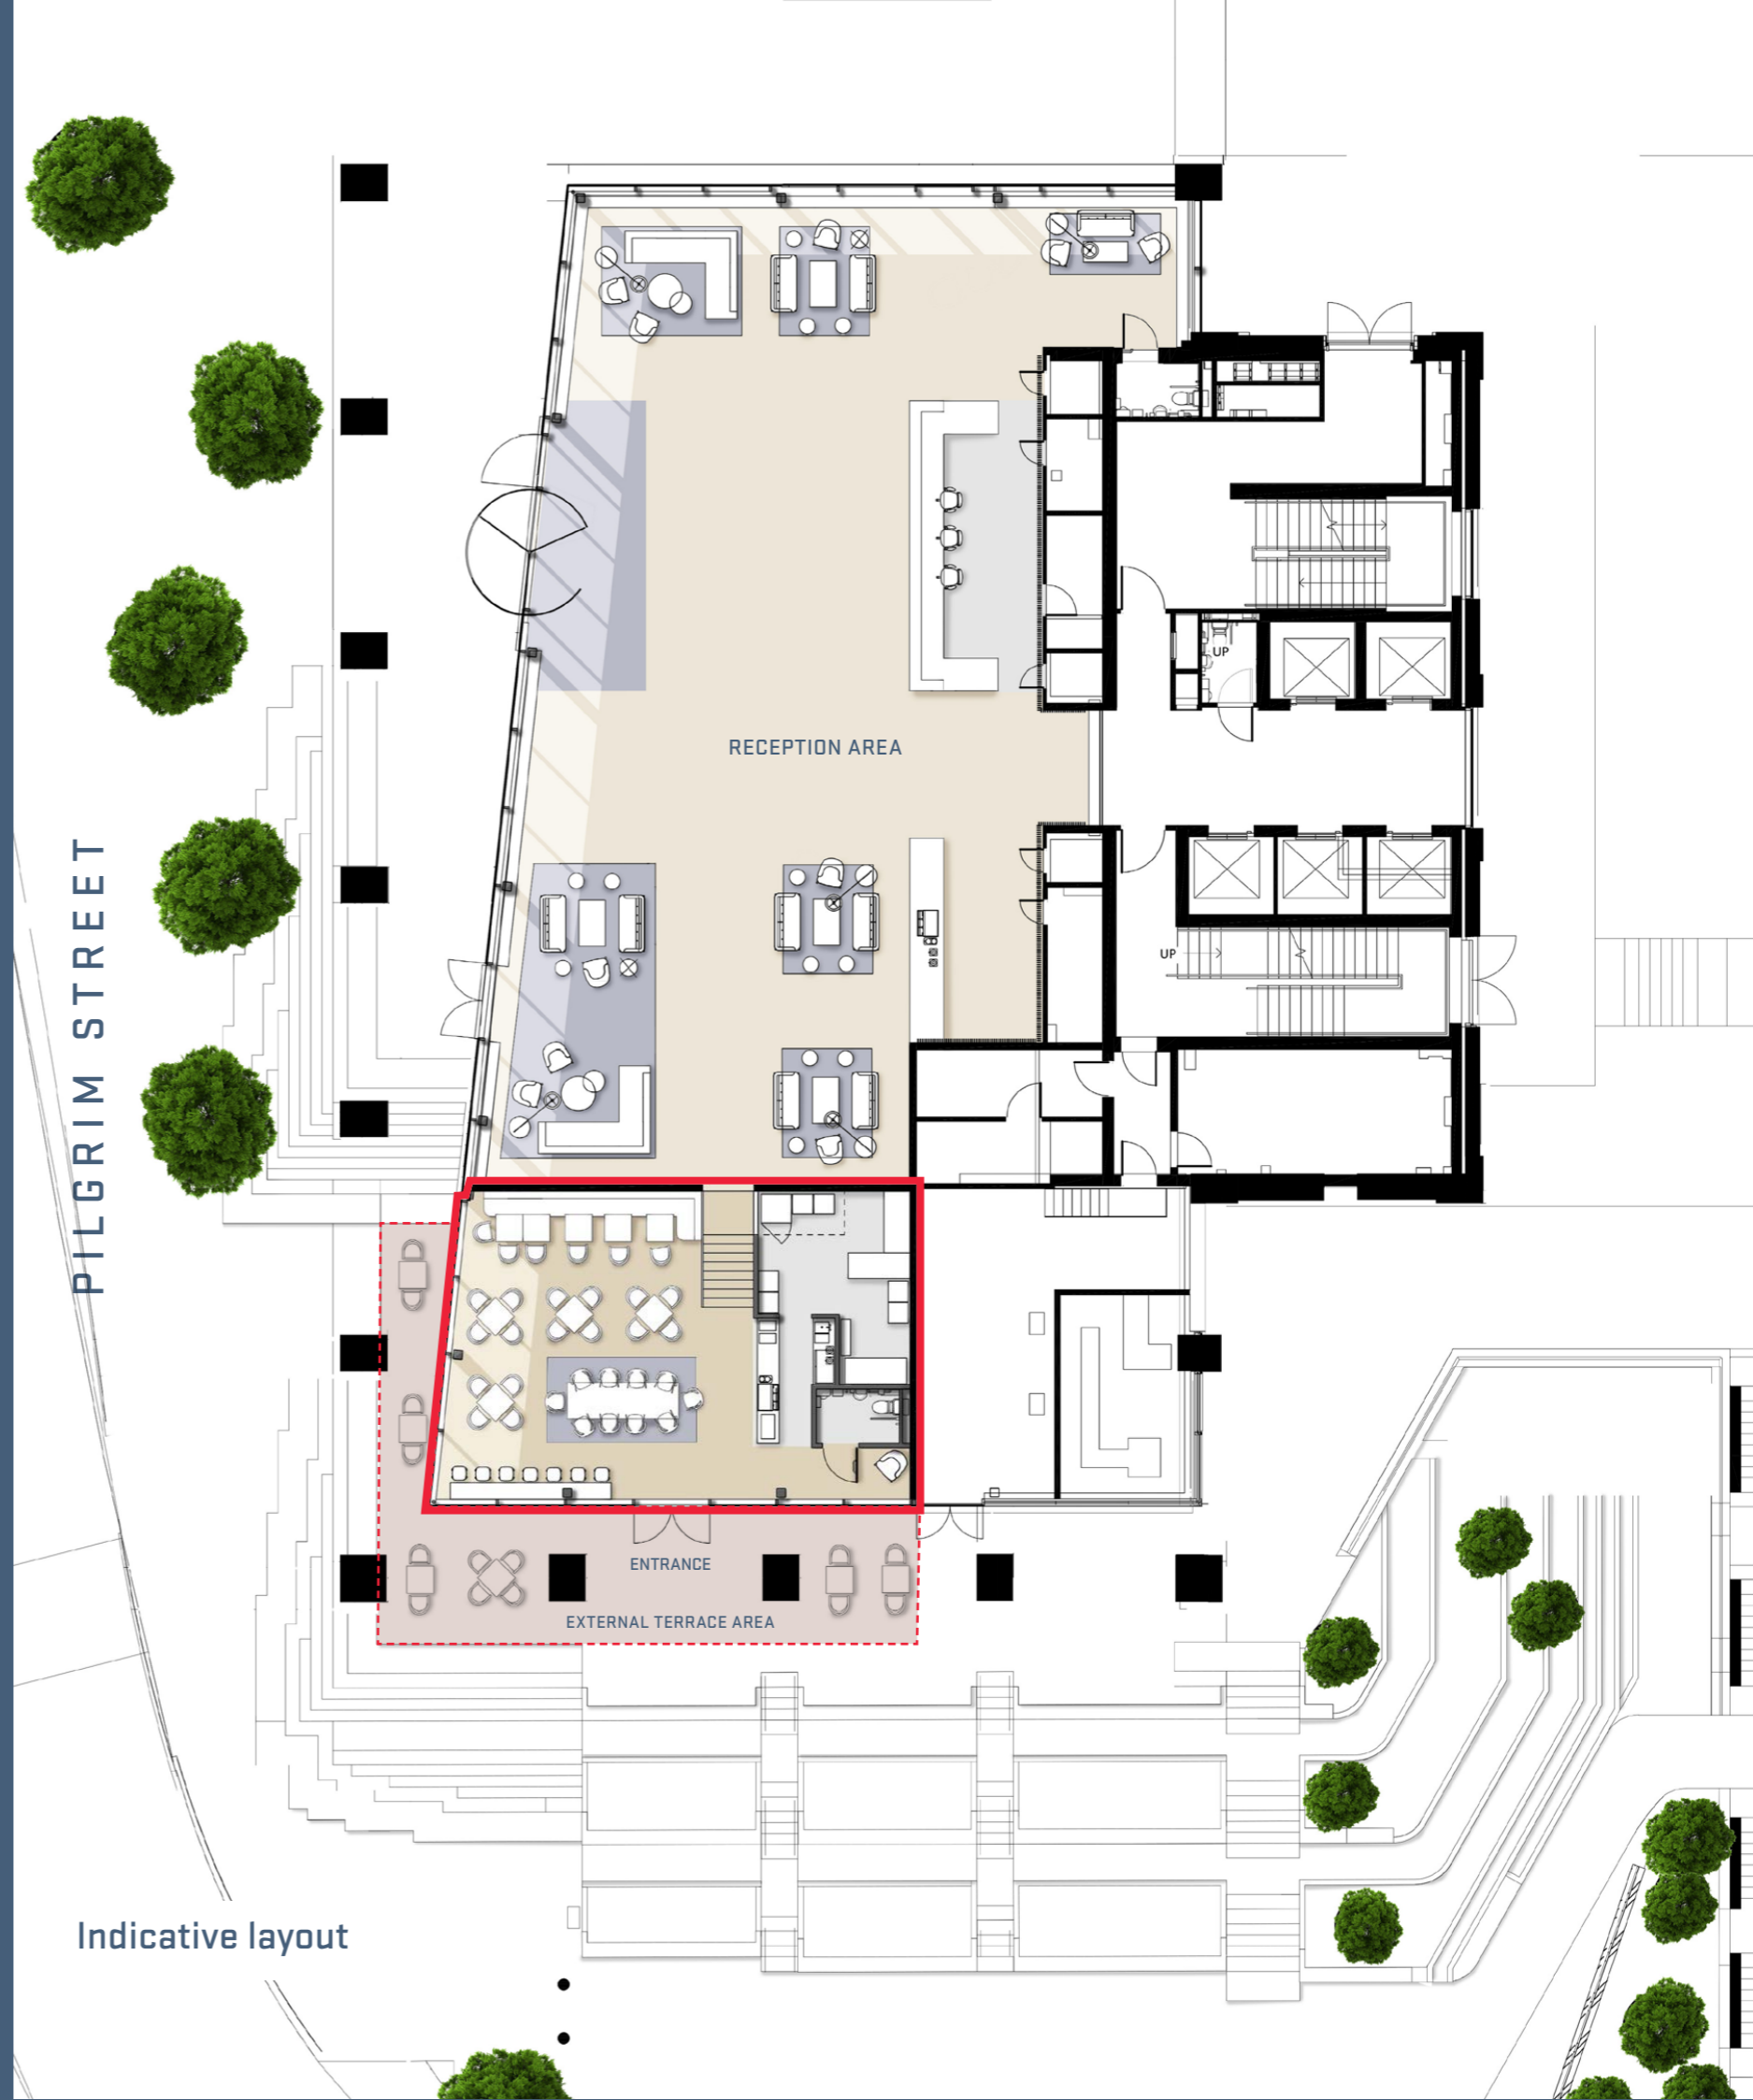 UP
RECEPTION AREA
PILGRIM STREET
UP
ENTRANCE
EXTERNAL TERRACE AREA
Indicative layout